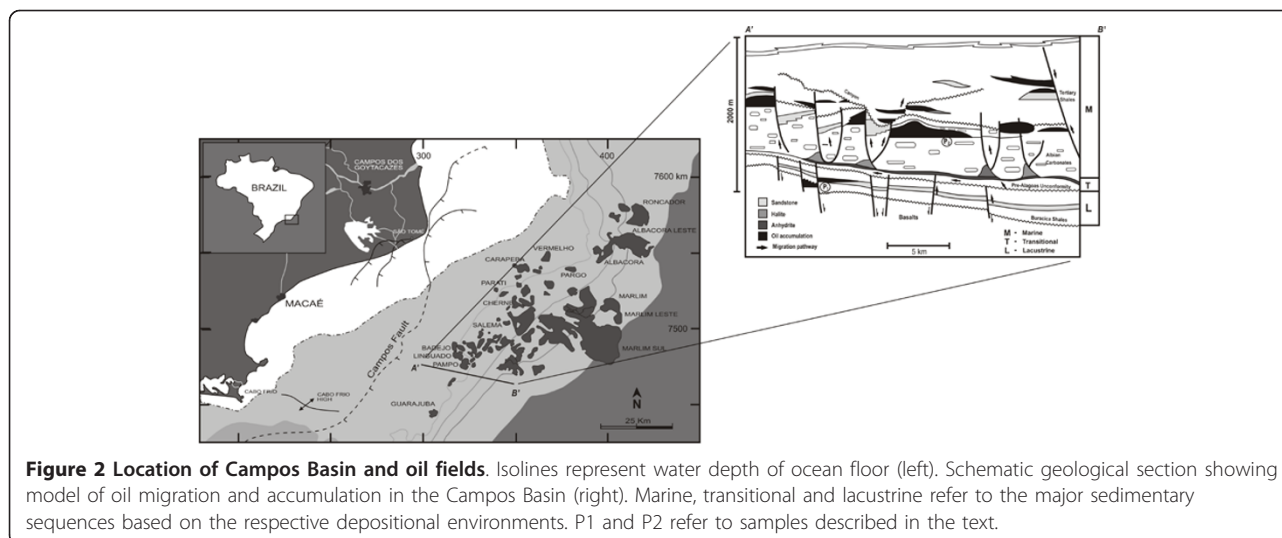 A'
B'
Canyon
Tertiary
Shales
M
2000 m
P₁
Albian
Carbonates
Pre-Alagoas Unconformity
T
P₂
L
Buracica Shales
Basalts
Sandstone
Halite
Anhydrite
Oil accumulation
Migration pathway
5 km
M - Marine
T - Transitional
L - Lacustrine
300
400
CAMPOS DOS
GOYTACAZES
7600 km
BRAZIL
RONCADOR
SÃO TOMÉ
ALBACORA LESTE
VERMELHO
CARAPEBA
ALBACORA
PARGO
PARATI
MACAÉ
CHERNE
MARLIM
MARLIM LESTE
SALEMA
7500
Campos Fault
MARLIM SUL
BADEJO
LINGUADO
PAMPO
A'
B'
CABO FRIO
CABO FRIO
HIGH
GUARAJUBA
N
25 Km
Figure 2 Location of Campos Basin and oil fields. Isolines represent water depth of ocean floor (left). Schematic geological section showing
model of oil migration and accumulation in the Campos Basin (right). Marine, transitional and lacustrine refer to the major sedimentary
sequences based on the respective depositional environments. P1 and P2 refer to samples described in the text.